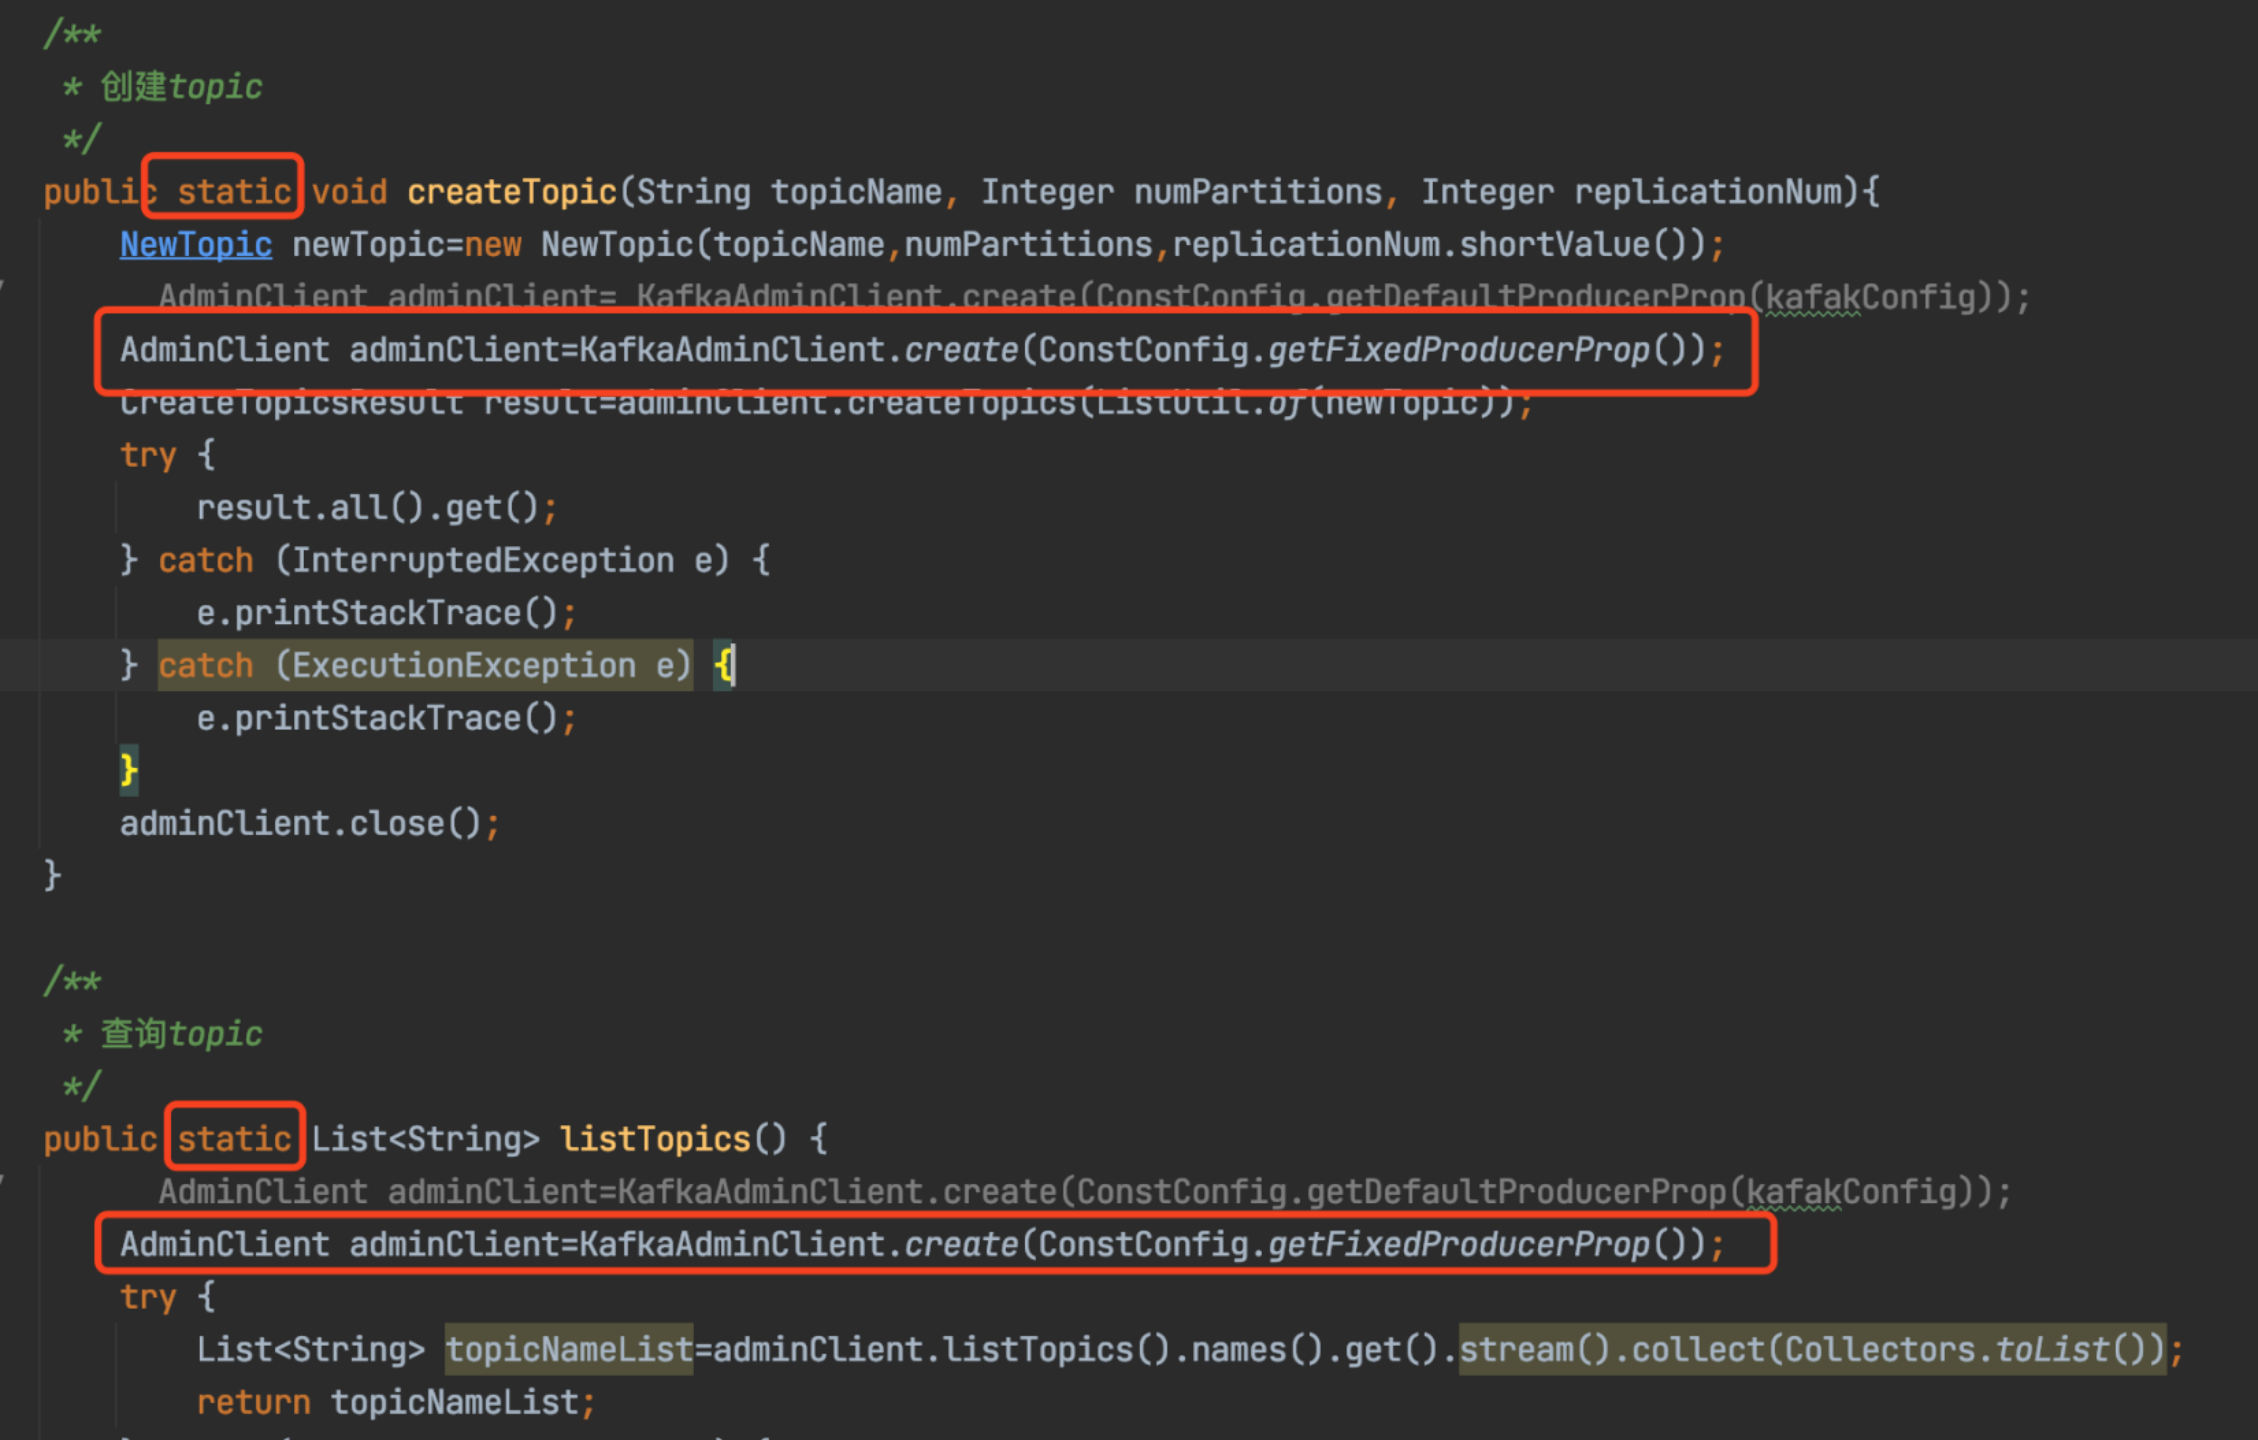 /**
 * 创建topic
 */
public static void createTopic(String topicName, Integer numPartitions, Integer replicationNum){
    NewTopic newTopic=new NewTopic(topicName,numPartitions,replicationNum.shortValue());
      AdminClient adminClient= KafkaAdminClient.create(ConstConfig.getDefaultProducerProp(kafakConfig));
    AdminClient adminClient=KafkaAdminClient.create(ConstConfig.getFixedProducerProp());
    CreateTopicsResult result=adminClient.createTopics(ListUtil.of(newTopic));
    try {
        result.all().get();
    } catch (InterruptedException e) {
        e.printStackTrace();
    } catch (ExecutionException e) {
        e.printStackTrace();
    }
    adminClient.close();
}
/**
 * 查询topic
 */
public static List<String> listTopics() {
      AdminClient adminClient=KafkaAdminClient.create(ConstConfig.getDefaultProducerProp(kafakConfig));
    AdminClient adminClient=KafkaAdminClient.create(ConstConfig.getFixedProducerProp());
    try {
        List<String> topicNameList=adminClient.listTopics().names().get().stream().collect(Collectors.toList());
        return topicNameList;